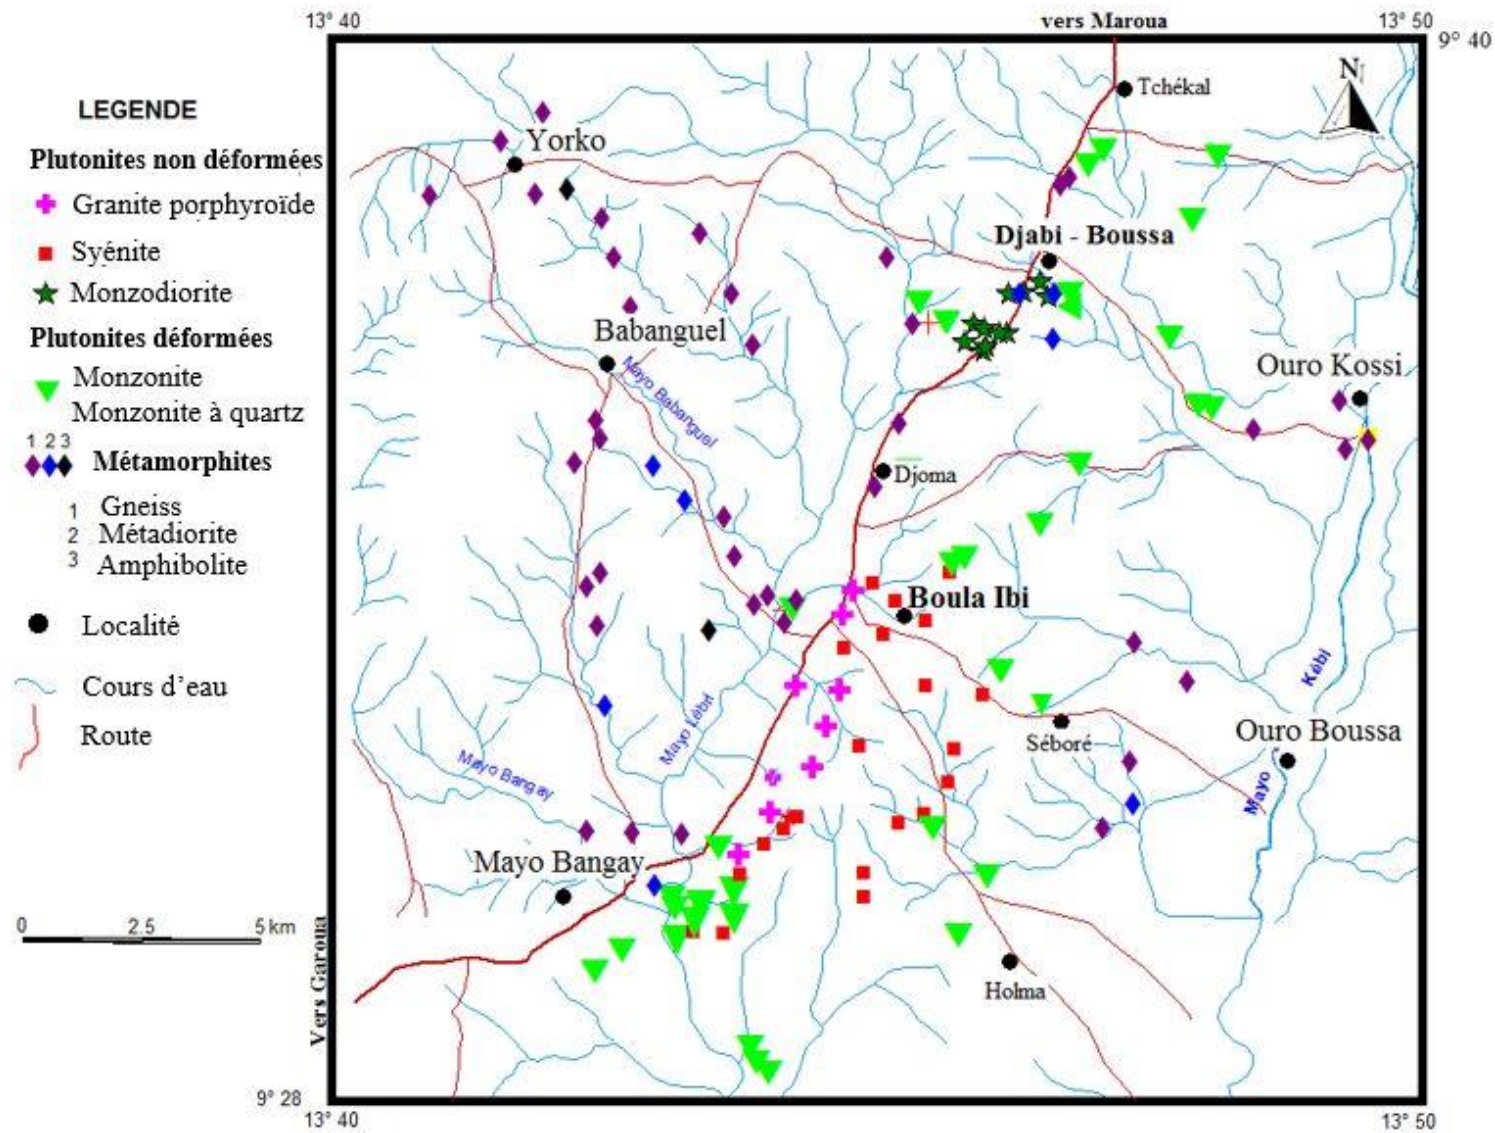 13° 40
vers Maroua
13° 50
9° 40
N
Tchékal
LEGENDE
Plutonites non déformées
Granite porphyroïde
Syénite
Monzodiorite
Plutonites déformées
Monzonite
Monzonite à quartz
1 2 3
Métamorphites
1 Gneiss
2 Métadiorite
3 Amphibolite
Localité
Cours d'eau
Route
0 2.5 5 km
Yorko
Djabi - Boussa
Babanguel
Ouro Kossi
Mayo Babanguel
Djoma
Boula Ibi
Kébi
Mayo Lébri
Séboré
Ouro Boussa
Mayo Bangay
Mayo
Mayo Bangay
vers Garoua
Holma
9° 28
13° 40
13° 50